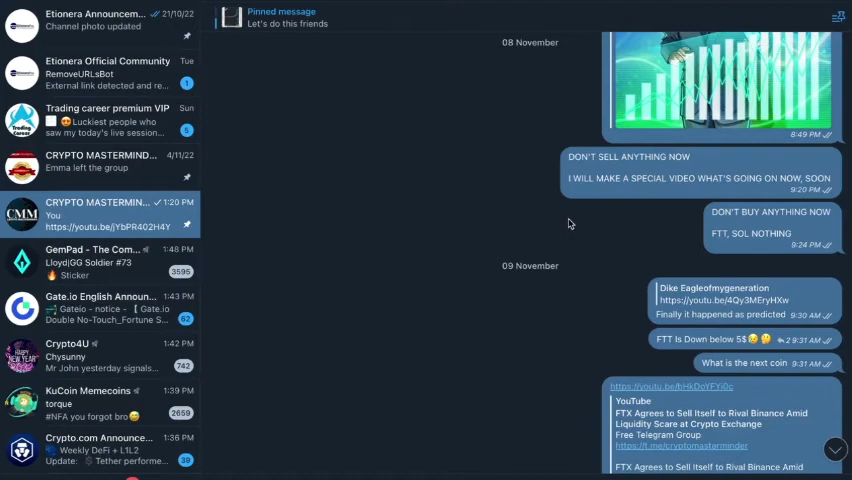 Etionera Announcem... 21/10/22
Channel photo updated
Etionera Official Community Tue
RemoveURLsBot
External link detected and re... 1
Trading career premium VIP Sun
😍Luckiest people who
saw my today's live session... 5
CRYPTO MASTERMIND... 4/11/22
Emma left the group
CRYPTO MASTERMIN... 1:20 PM
CMM
You
https://youtu.be/jYbPR402H4Y
GemPad - The Com... 1:48 PM
Lloyd|GG Soldier #73
🔥 Sticker 3595
Gate.io English Announ... 1:43 PM
Gateio - notice - 【 Gate.io
Double No-Touch_Fortune S... 62
Crypto4U 1:42 PM
Chysunny
Mr John yesterday signals... 742
KuCoin Memecoins 1:39 PM
torque
#NFA you forgot bro😅 2659
Crypto.com Announce... 1:36 PM
Weekly DeFi + L1L2
Update: Tether performe... 39
Pinned message
Let's do this friends
08 November
8:49 PM
DON'T SELL ANYTHING NOW
I WILL MAKE A SPECIAL VIDEO WHAT'S GOING ON NOW, SOON
9:20 PM
DON'T BUY ANYTHING NOW
FTT, SOL NOTHING
9:24 PM
09 November
Dike Eagleofmygeneration
https://youtu.be/4Qy3MEryHXw
Finally it happened as predicted 9:30 AM
FTT Is Down below 5$😥🤔 2 9:31 AM
What is the next coin 9:31 AM
https://youtu.be/bHkDoYFYi0c
YouTube
FTX Agrees to Sell Itself to Rival Binance Amid
Liquidity Scare at Crypto Exchange
Free Telegram Group
https://t.me/cryptomasterminder
FTX Agrees to Sell Itself to Rival Binance Amid